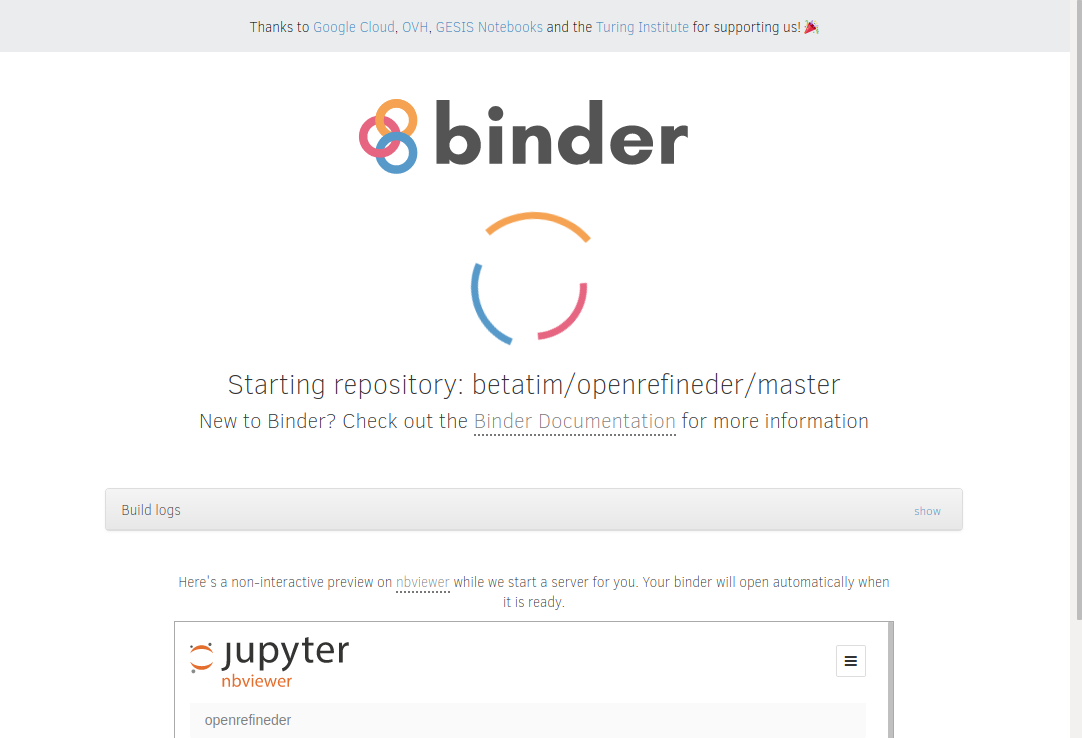 Thanks to Google Cloud, OVH, GESIS Notebooks and the Turing Institute for supporting us! 🎉
binder
Starting repository: betatim/openrefineder/master
New to Binder? Check out the Binder Documentation for more information
Build logs show
Here's a non-interactive preview on nbviewer while we start a server for you. Your binder will open automatically when
it is ready.
jupyter
nbviewer
openrefineder